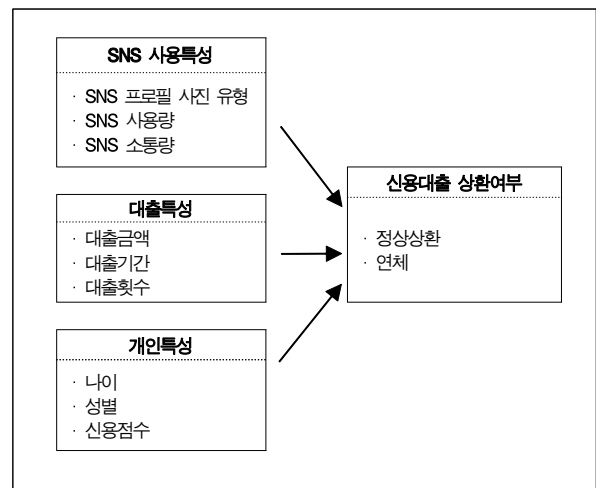 SNS 사용특성
· SNS 프로필 사진 유형
· SNS 사용량
· SNS 소통량
대출특성
· 대출금액
· 대출기간
· 대출횟수
개인특성
· 나이
· 성별
· 신용점수
신용대출 상환여부
· 정상상환
· 연체